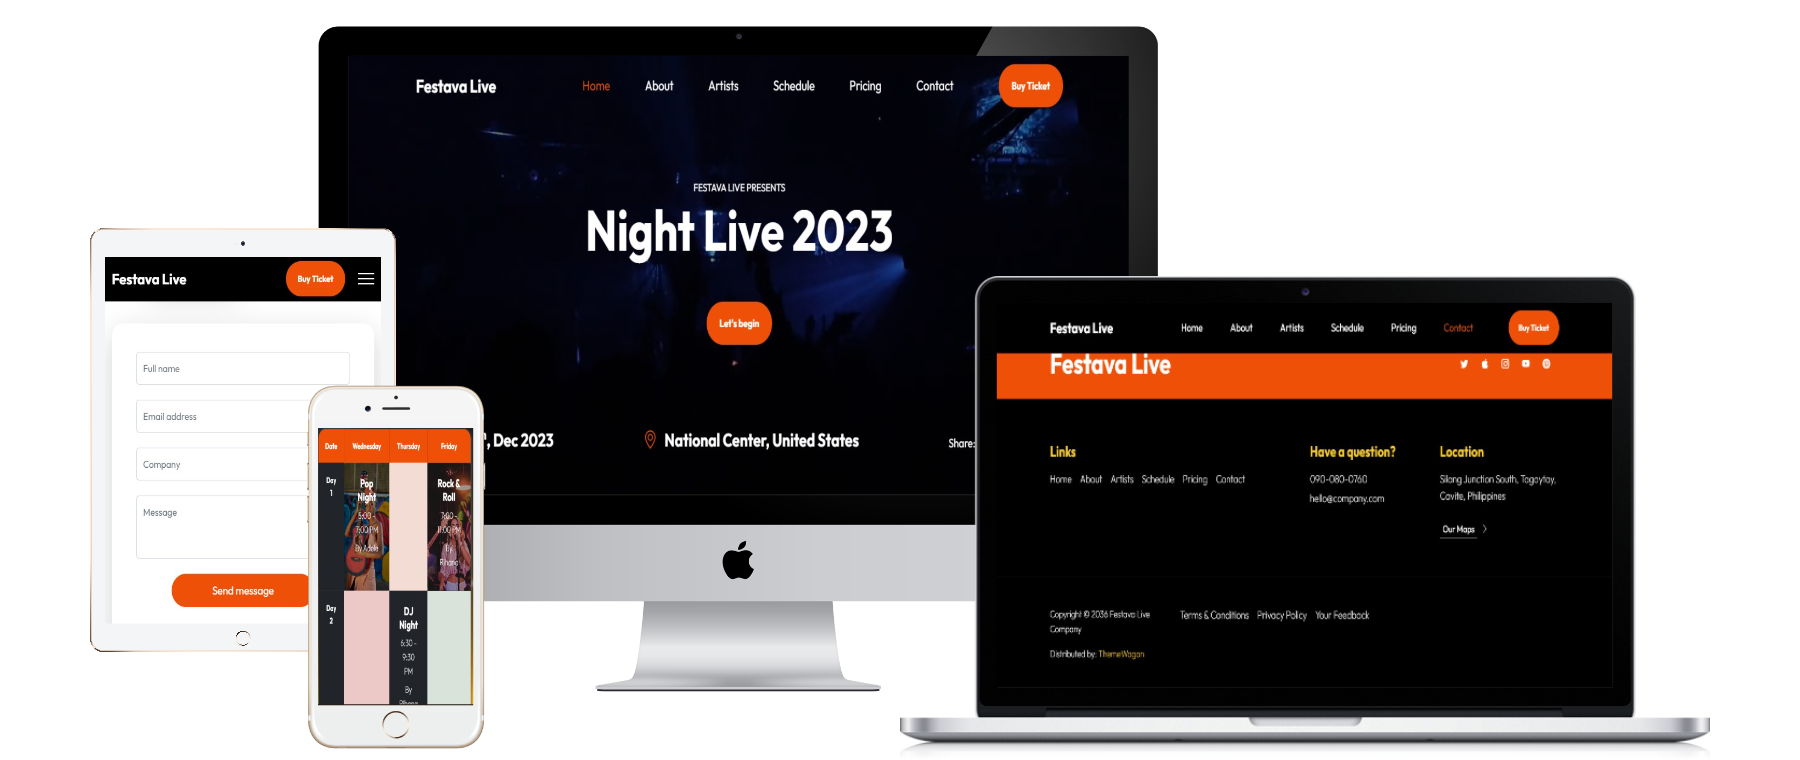 Festava Live
Home About Artists Schedule Pricing Contact
Buy Ticket
FESTAVA LIVE PRESENTS
Night Live 2023
Let's begin
, Dec 2023
National Center, United States
Share:
Festava Live
Buy Ticket
Full name
Email address
Company
Message
Send message
Date Wednesday Thursday Friday
Day
1
Pop
Night
5:00 -
7:00 PM
By Adele
Rock &
Roll
7:00 -
11:00 PM
By
Rihana
Day
2
DJ
Night
6:30 -
9:30
PM
By
Rihana
Festava Live
Home About Artists Schedule Pricing Contact
Buy Ticket
Festava Live
Links
Home About Artists Schedule Pricing Contact
Have a question?
090-080-0760
hello@company.com
Location
Silang Junction South, Tagaytay,
Cavite, Philippines
Our Maps
Copyright © 2036 Festava Live
Company
Distributed by: ThemeWagon
Terms & Conditions Privacy Policy Your Feedback